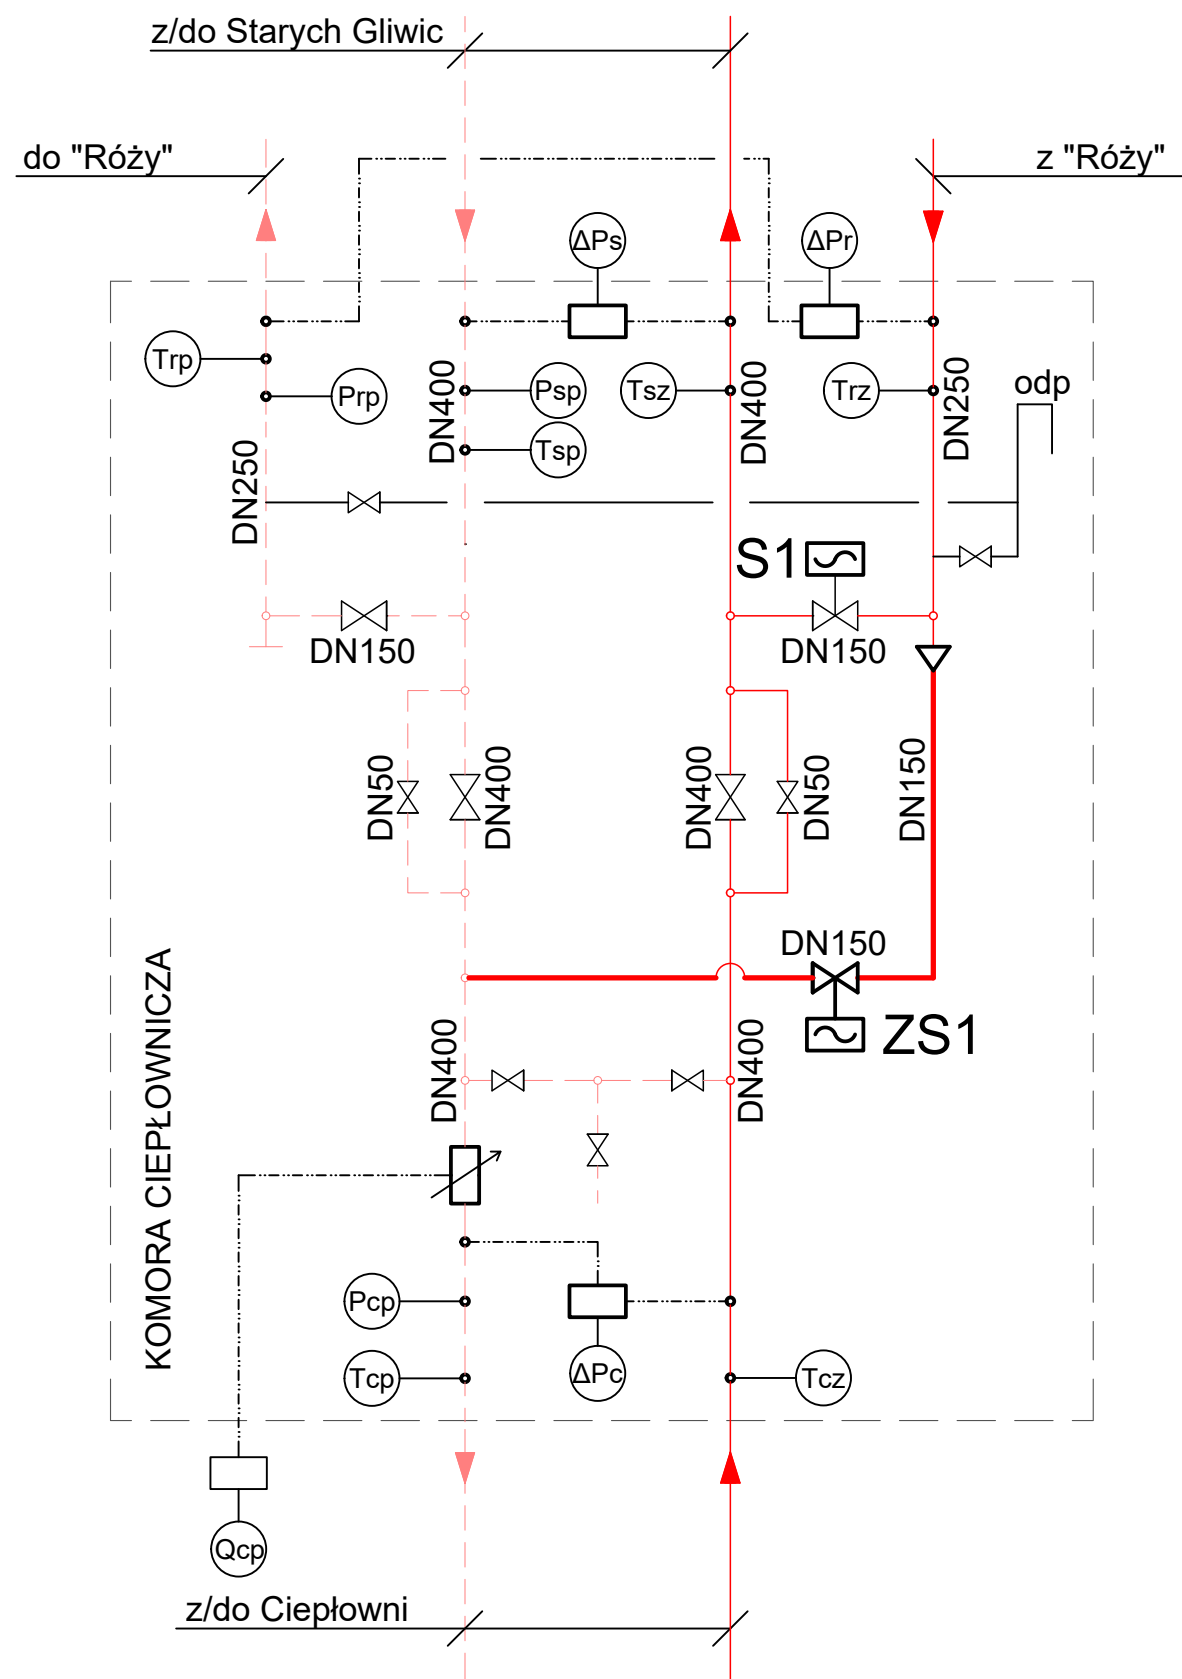 z/do Starych Gliwic
do "Róży"
z "Róży"
ΔPs
ΔPr
Trp
Prp
DN400
Psp
Tsz
DN400
Trz
DN250
odp
Tsp
DN250
S1
DN150
DN150
DN50
DN400
DN400
DN50
DN150
DN150
ZS1
DN400
DN400
KOMORA CIEPŁOWNICZA
Pcp
Tcp
ΔPc
Tcz
Qcp
z/do Ciepłowni